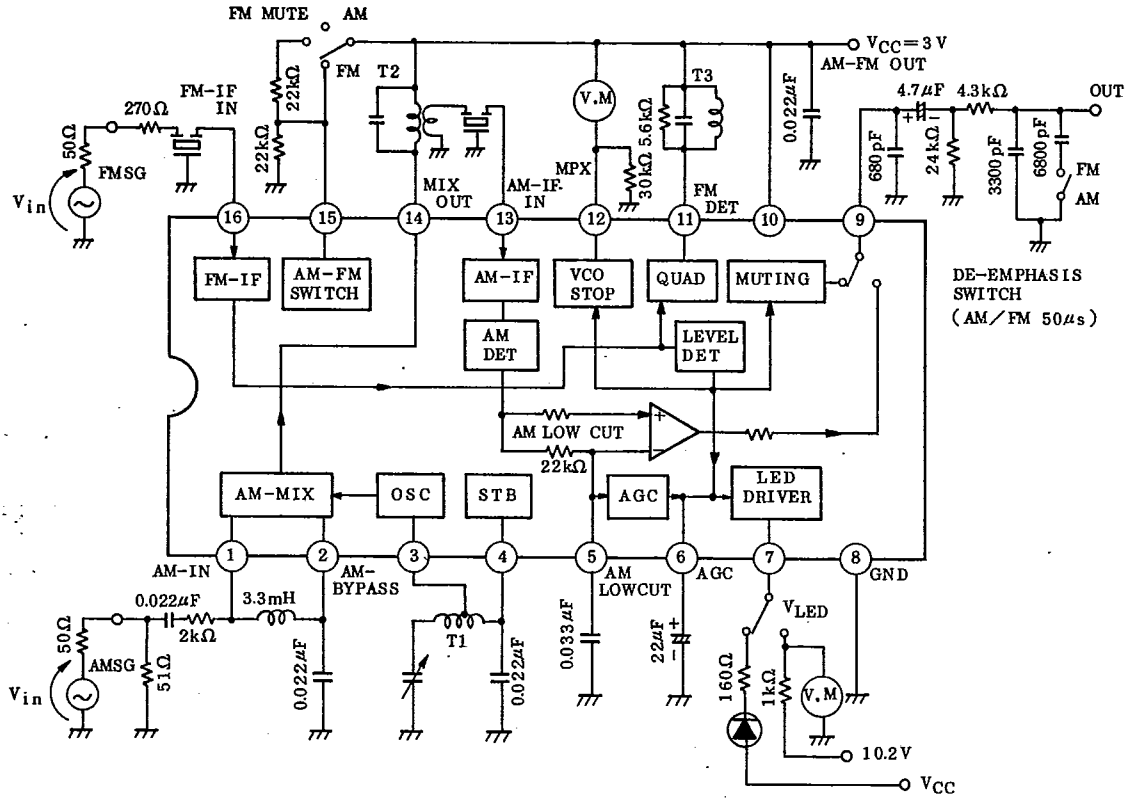 FM MUTE
AM
FM
VCC=3V
AM-FM OUT
22kΩ
22kΩ
T2
V.M
T3
5.6kΩ
0.022μF
4.7μF
+ -
4.3kΩ
OUT
680pF
24kΩ
3300pF
6800pF
FM
AM
FM-IF
IN
270Ω
50Ω
FMSG
Vin
MIX
OUT
AM-IF-
IN
MPX
30kΩ
FM
DET
16
15
14
13
12
11
10
9
FM-IF
AM-FM
SWITCH
AM-IF
VCO
STOP
QUAD
MUTING
DE-EMPHASIS
SWITCH
(AM/FM 50μs)
AM
DET
LEVEL
DET
AM LOW CUT
22kΩ
+
-
AM-MIX
OSC
STB
AGC
LED
DRIVER
1
2
3
4
5
6
7
8
AM-IN
AM-
BYPASS
AM
LOWCUT
AGC
GND
0.022μF
2kΩ
3.3mH
50Ω
AMSG
Vin
51Ω
0.022μF
T1
0.022μF
0.033μF
22μF
+
-
VLED
160Ω
1kΩ
V.M
10.2V
VCC